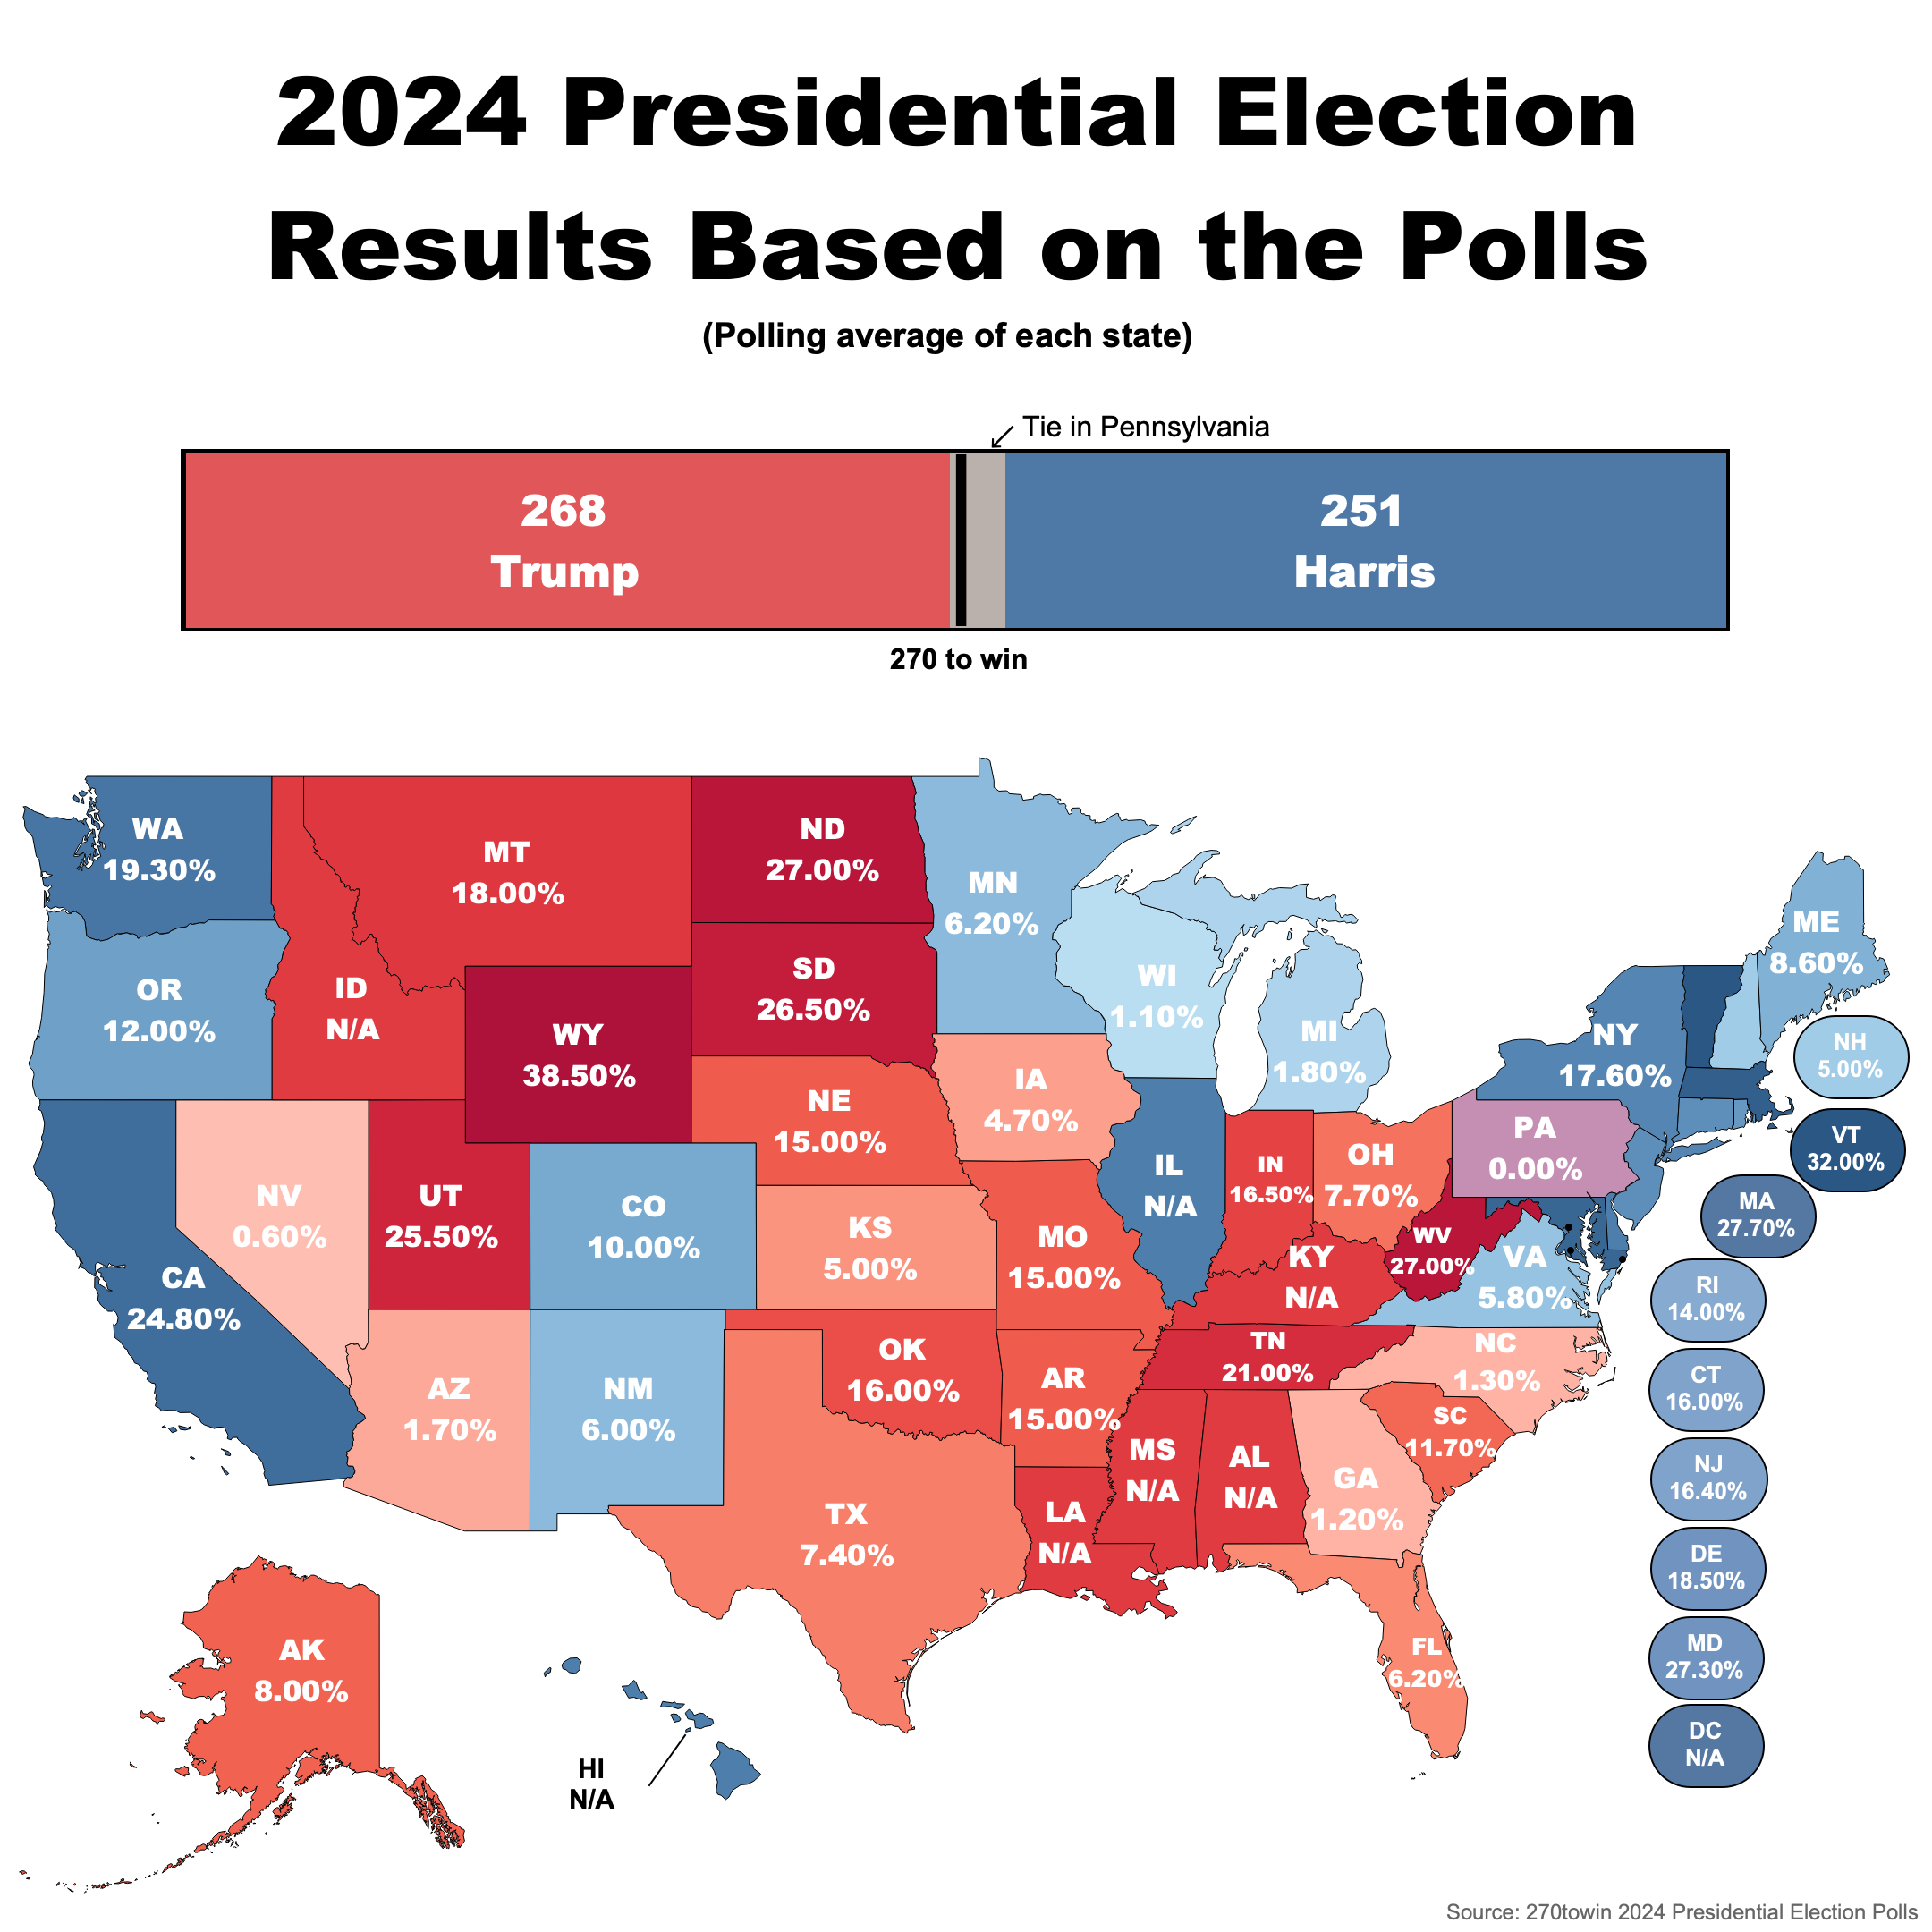 2024 Presidential Election
Results Based on the Polls
(Polling average of each state)
Tie in Pennsylvania
268
Trump
251
Harris
270 to win
WA
19.30%
MT
18.00%
ND
27.00%
MN
6.20%
ME
8.60%
OR
12.00%
ID
N/A
WY
38.50%
SD
26.50%
WI
1.10%
MI
1.80%
NY
17.60%
NH
5.00%
VT
32.00%
NE
15.00%
IA
4.70%
PA
0.00%
NV
0.60%
UT
25.50%
CO
10.00%
KS
5.00%
MO
15.00%
IL
N/A
IN
16.50%
OH
7.70%
WV
27.00%
VA
5.80%
MA
27.70%
RI
14.00%
CA
24.80%
KY
N/A
AZ
1.70%
NM
6.00%
OK
16.00%
AR
15.00%
TN
21.00%
NC
1.30%
CT
16.00%
SC
11.70%
MS
N/A
AL
N/A
GA
1.20%
NJ
16.40%
TX
7.40%
LA
N/A
DE
18.50%
AK
8.00%
FL
6.20%
MD
27.30%
HI
N/A
DC
N/A
Source: 270towin 2024 Presidential Election Polls